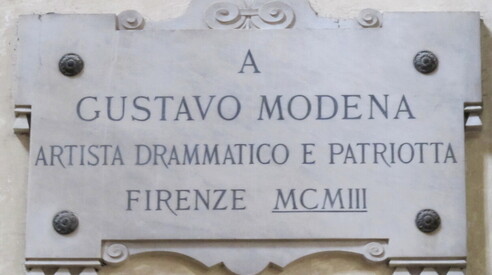 A
GUSTAVO MODENA
ARTISTA DRAMMATICO E PATRIOTTA
FIRENZE MCMIII